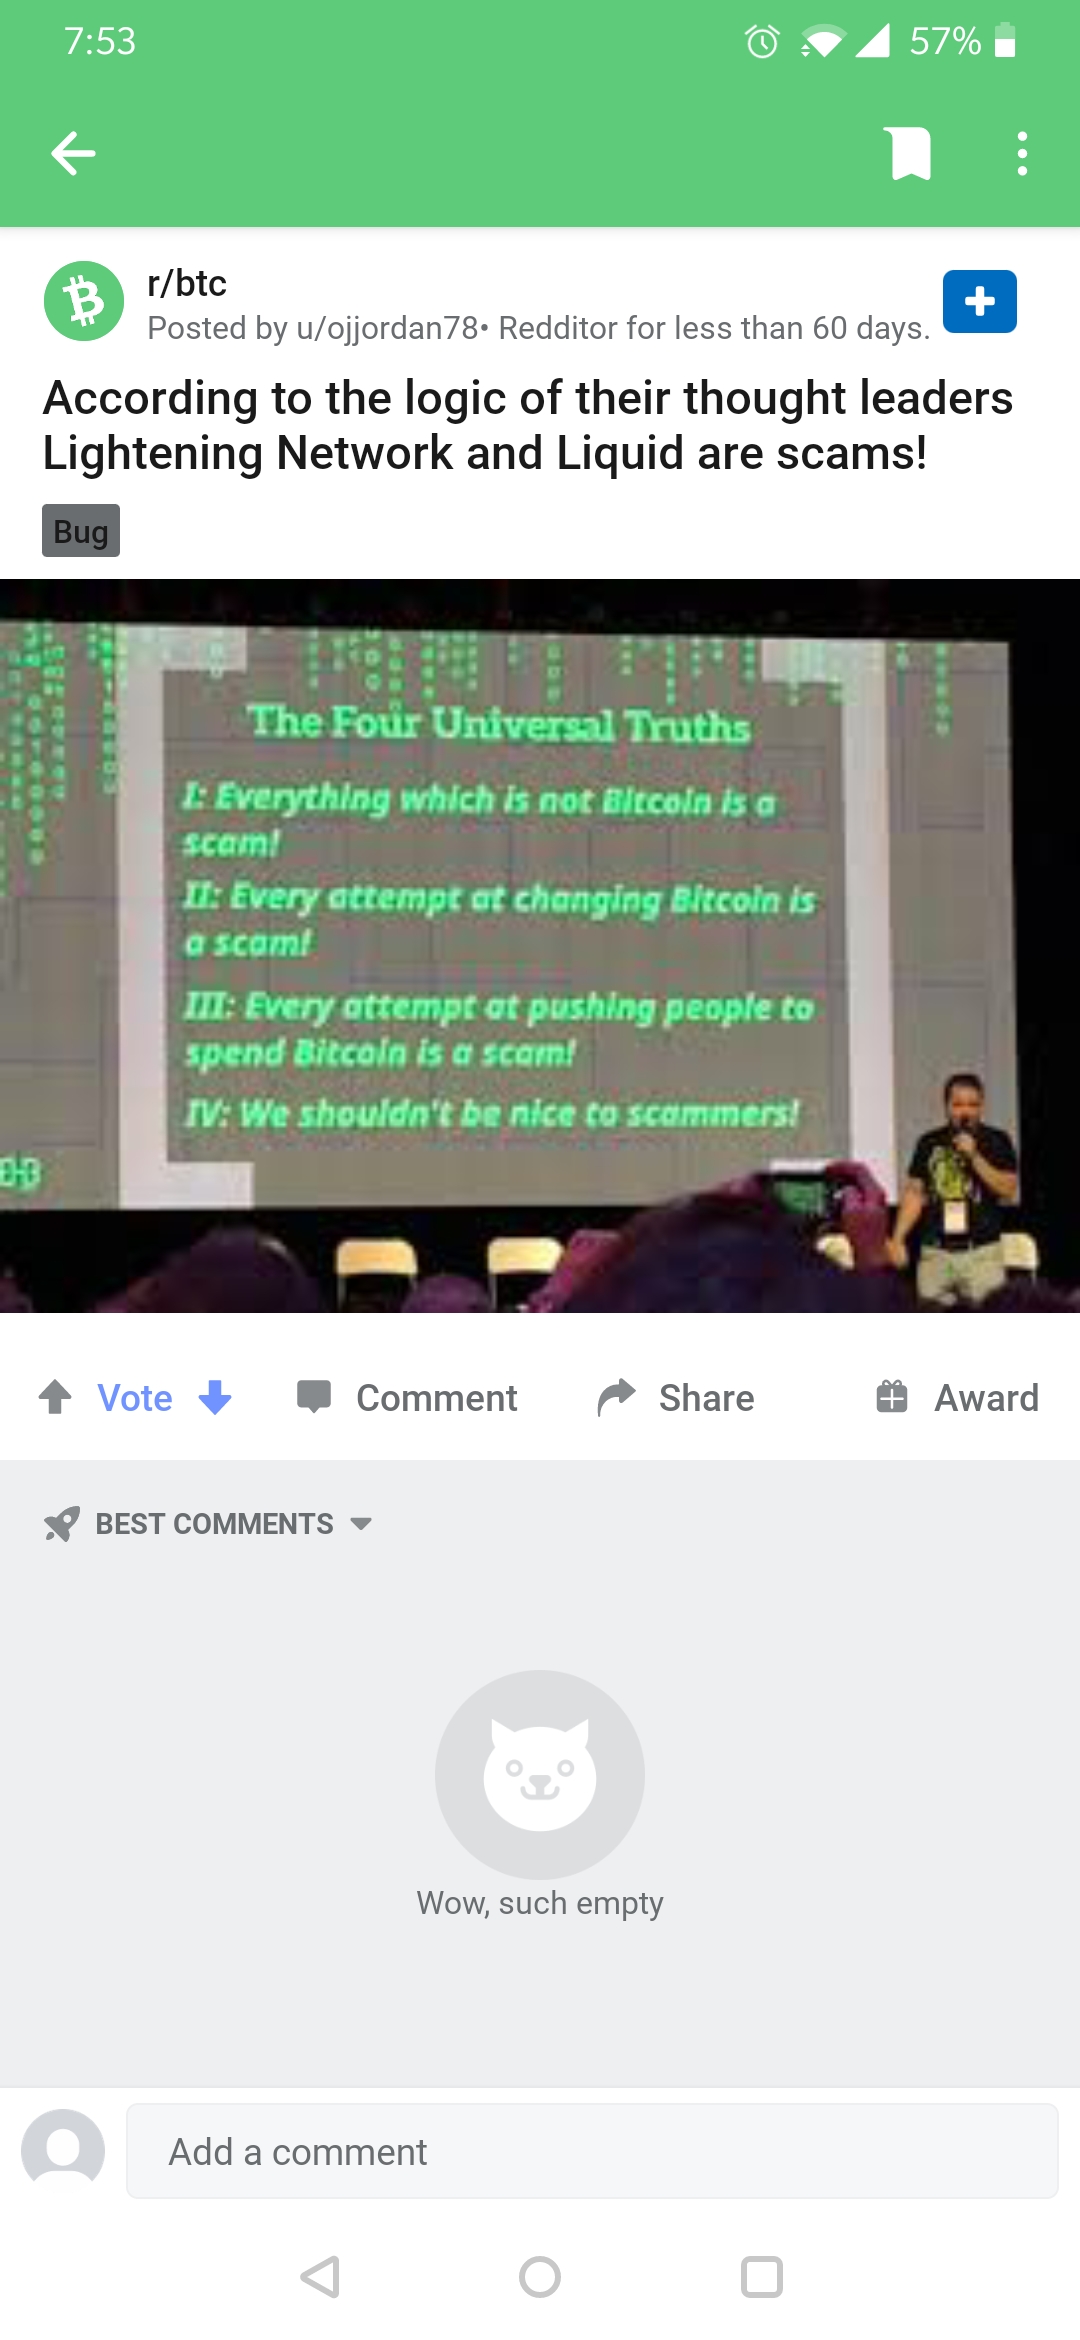 7:53
57%
r/btc
Posted by u/ojjordan78• Redditor for less than 60 days.
According to the logic of their thought leaders
Lightening Network and Liquid are scams!
Bug
The Four Universal Truths
I: Everything which is not Bitcoin is a
scam!
II: Every attempt at changing Bitcoin is
a scam!
III: Every attempt at pushing people to
spend Bitcoin is a scam!
IV: We shouldn't be nice to scammers!
Vote
Comment
Share
Award
BEST COMMENTS
Wow, such empty
Add a comment